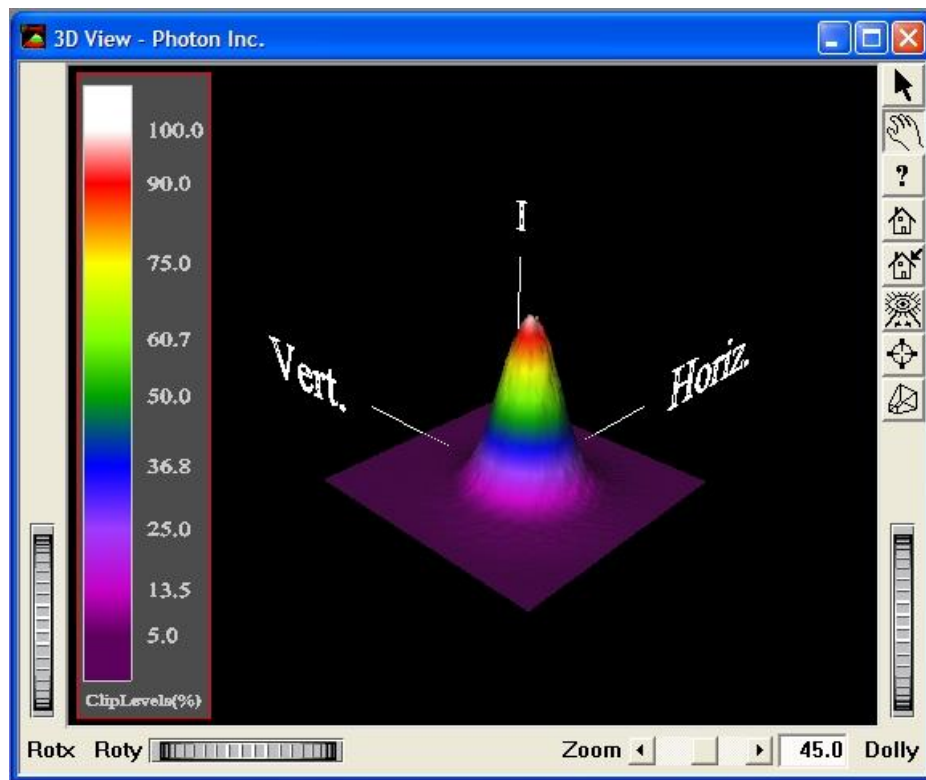 3D View - Photon Inc.
100.0
90.0
75.0
60.7
50.0
36.8
25.0
13.5
5.0
ClipLevels(%)
I
Vert.
Horiz.
?
Rotx Roty Zoom 45.0 Dolly